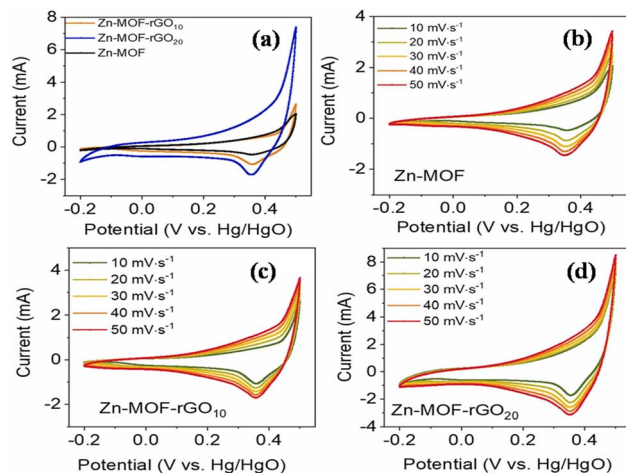 Zn-MOF-rGO10
Zn-MOF-rGO20
Zn-MOF
(a)
8
6
4
2
0
-2
Current (mA)
-0.2 0.0 0.2 0.4
Potential (V vs. Hg/HgO)
10 mV·s-1
20 mV·s-1
30 mV·s-1
40 mV·s-1
50 mV·s-1
(b)
4
2
0
-2
Current (mA)
Zn-MOF
-0.2 0.0 0.2 0.4
Potential (V vs. Hg/HgO)
(c)
10 mV·s-1
20 mV·s-1
30 mV·s-1
40 mV·s-1
50 mV·s-1
4
2
0
-2
Current (mA)
Zn-MOF-rGO10
-0.2 0.0 0.2 0.4
Potential (V vs. Hg/HgO)
(d)
10 mV·s-1
20 mV·s-1
30 mV·s-1
40 mV·s-1
50 mV·s-1
8
6
4
2
0
-2
-4
Current (mA)
Zn-MOF-rGO20
-0.2 0.0 0.2 0.4
Potential (V vs. Hg/HgO)